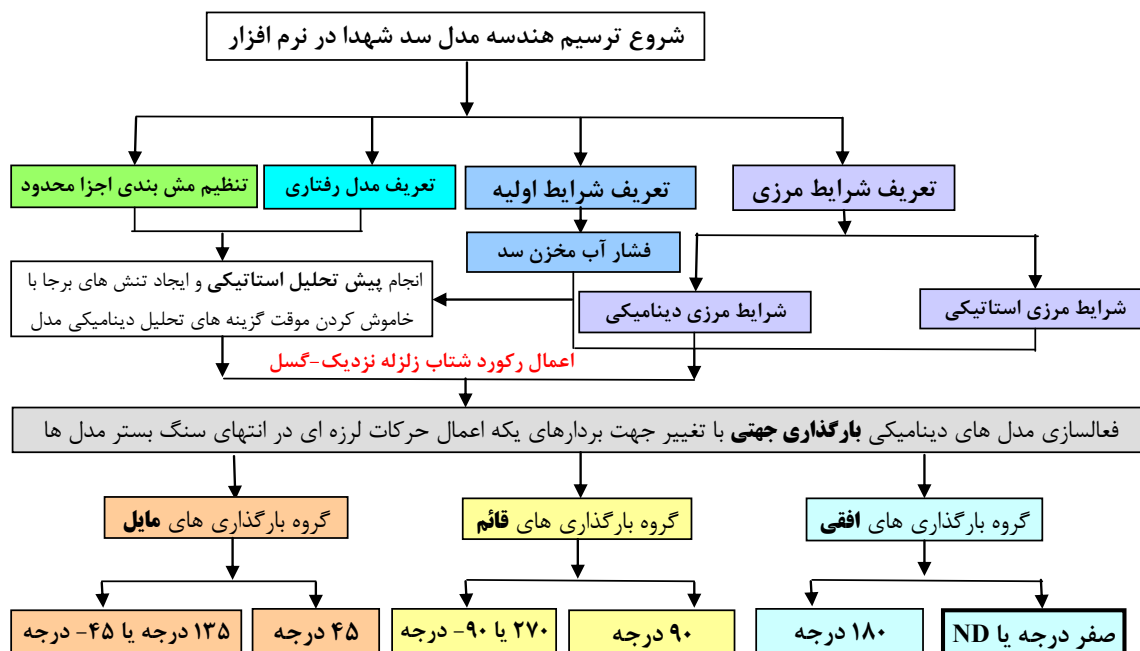 شروع ترسیم هندسه مدل سد شهدا در نرم افزار
تعریف شرایط مرزی
تعریف شرایط اولیه
تعریف مدل رفتاری
تنظیم مش بندی اجزا محدود
فشار آب مخزن سد
انجام پیش تحلیل استاتیکی و ایجاد تنش های برجا با
خاموش کردن موقت گزینه های تحلیل دینامیکی مدل
شرایط مرزی استاتیکی
شرایط مرزی دینامیکی
اعمال رکورد شتاب زلزله نزدیک-گسل
فعالسازی مدل های دینامیکی بارگذاری جهتی با تغییر جهت بردارهای یکه اعمال حرکات لرزه ای در انتهای سنگ بستر مدل ها
گروه بارگذاری های افقی
گروه بارگذاری های قائم
گروه بارگذاری های مایل
صفر درجه یا ND
۱۸۰ درجه
۹۰ درجه
۲۷۰ یا ۹۰- درجه
۴۵ درجه
۱۳۵ درجه یا ۴۵- درجه